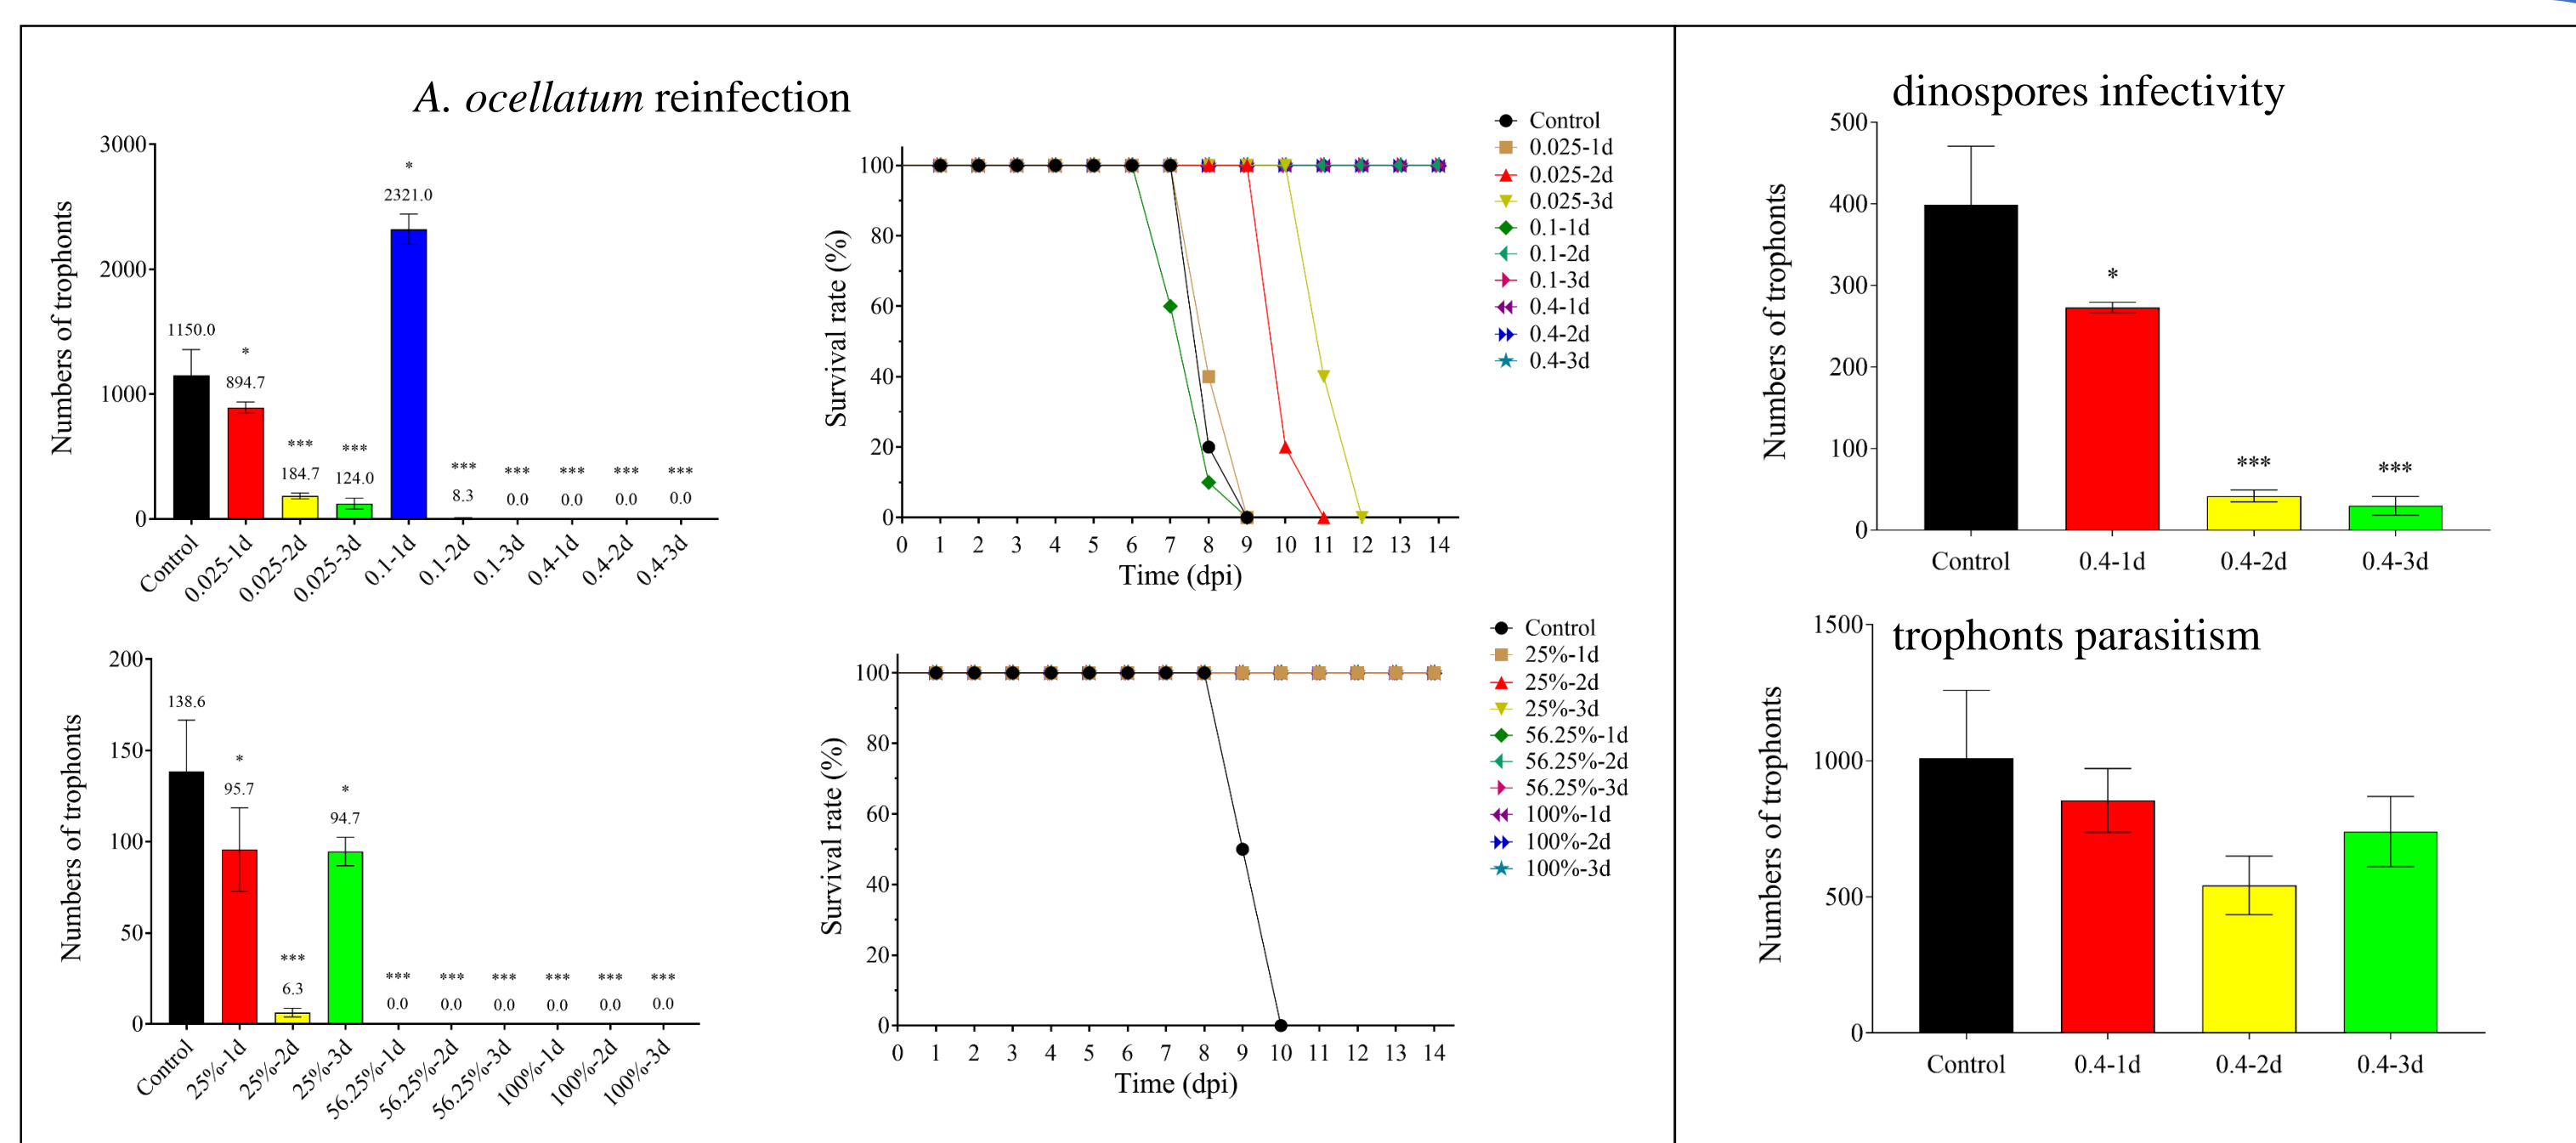 A. ocellatum reinfection
Numbers of trophonts
3000
2000
1000
0
1150.0
*
894.7
***
184.7
***
124.0
*
2321.0
***
8.3
***
0.0
***
0.0
***
0.0
***
0.0
Control
0.025-1d
0.025-2d
0.025-3d
0.1-1d
0.1-2d
0.1-3d
0.4-1d
0.4-2d
0.4-3d
Survival rate (%)
100
80
60
40
20
0
0 1 2 3 4 5 6 7 8 9 10 11 12 13 14
Time (dpi)
Control
0.025-1d
0.025-2d
0.025-3d
0.1-1d
0.1-2d
0.1-3d
0.4-1d
0.4-2d
0.4-3d
Numbers of trophonts
200
150
100
50
0
138.6
*
95.7
***
6.3
*
94.7
***
0.0
***
0.0
***
0.0
***
0.0
***
0.0
***
0.0
Control
25%-1d
25%-2d
25%-3d
56.25%-1d
56.25%-2d
56.25%-3d
100%-1d
100%-2d
100%-3d
Survival rate (%)
100
80
60
40
20
0
0 1 2 3 4 5 6 7 8 9 10 11 12 13 14
Time (dpi)
Control
25%-1d
25%-2d
25%-3d
56.25%-1d
56.25%-2d
56.25%-3d
100%-1d
100%-2d
100%-3d
dinospores infectivity
Numbers of trophonts
500
400
300
200
100
0
*
***
***
Control 0.4-1d 0.4-2d 0.4-3d
trophonts parasitism
Numbers of trophonts
1500
1000
500
0
Control 0.4-1d 0.4-2d 0.4-3d